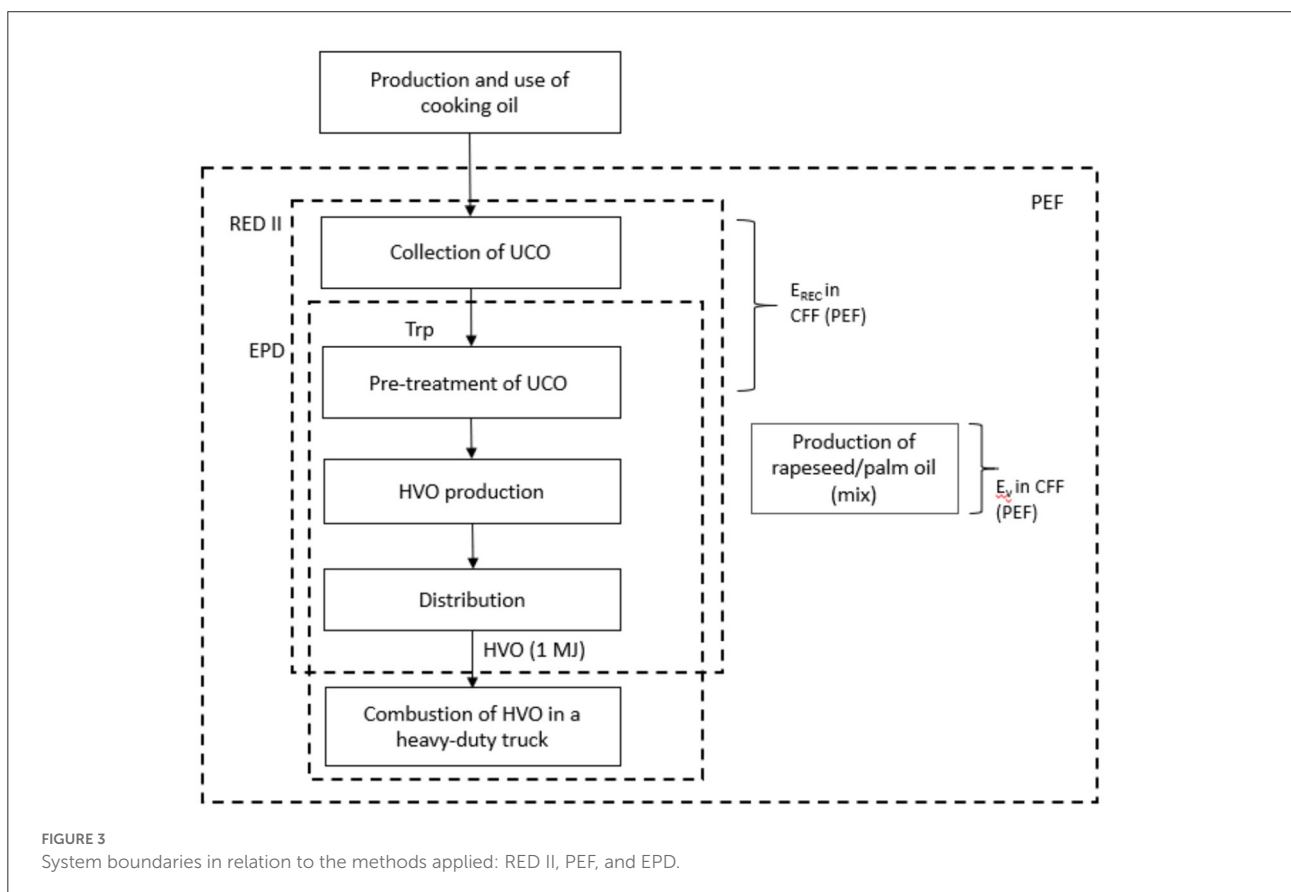 Production and use of
cooking oil
PEF
RED II
Collection of UCO
E_REC in
CFF (PEF)
Trp
EPD
Pre-treatment of UCO
Production of
rapeseed/palm oil
(mix)
E_v in CFF
(PEF)
HVO production
Distribution
HVO (1 MJ)
Combustion of HVO in a
heavy-duty truck
FIGURE 3
System boundaries in relation to the methods applied: RED II, PEF, and EPD.